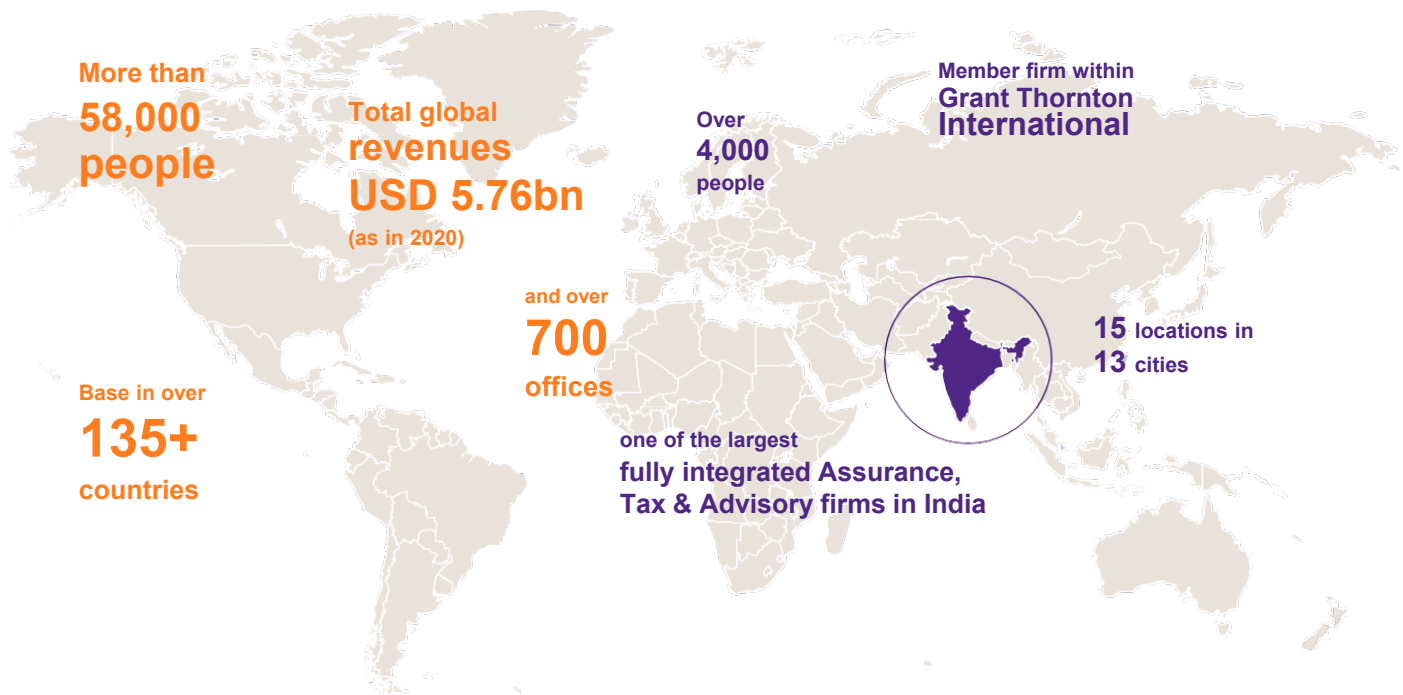 More than
58,000
people
Total global
revenues
USD 5.76bn
(as in 2020)
Base in over
135+
countries
and over
700
offices
Over
4,000
people
Member firm within
Grant Thornton
International
15 locations in
13 cities
one of the largest
fully integrated Assurance,
Tax & Advisory firms in India